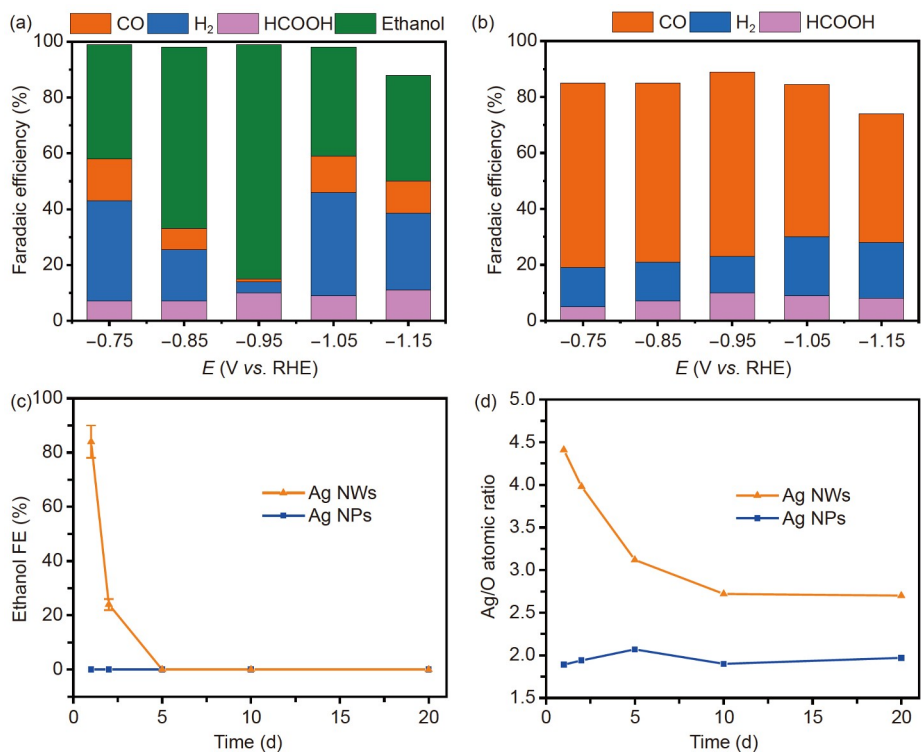 (a) CO H₂ HCOOH Ethanol
100
80
60
40
20
0
Faradaic efficiency (%)
−0.75 −0.85 −0.95 −1.05 −1.15
E (V vs. RHE)
(b) CO H₂ HCOOH
100
80
60
40
20
0
Faradaic efficiency (%)
−0.75 −0.85 −0.95 −1.05 −1.15
E (V vs. RHE)
(c)
100
80
60
40
20
0
Ethanol FE (%)
Ag NWs
Ag NPs
0 5 10 15 20
Time (d)
(d)
5.0
4.5
4.0
3.5
3.0
2.5
2.0
1.5
Ag/O atomic ratio
Ag NWs
Ag NPs
0 5 10 15 20
Time (d)